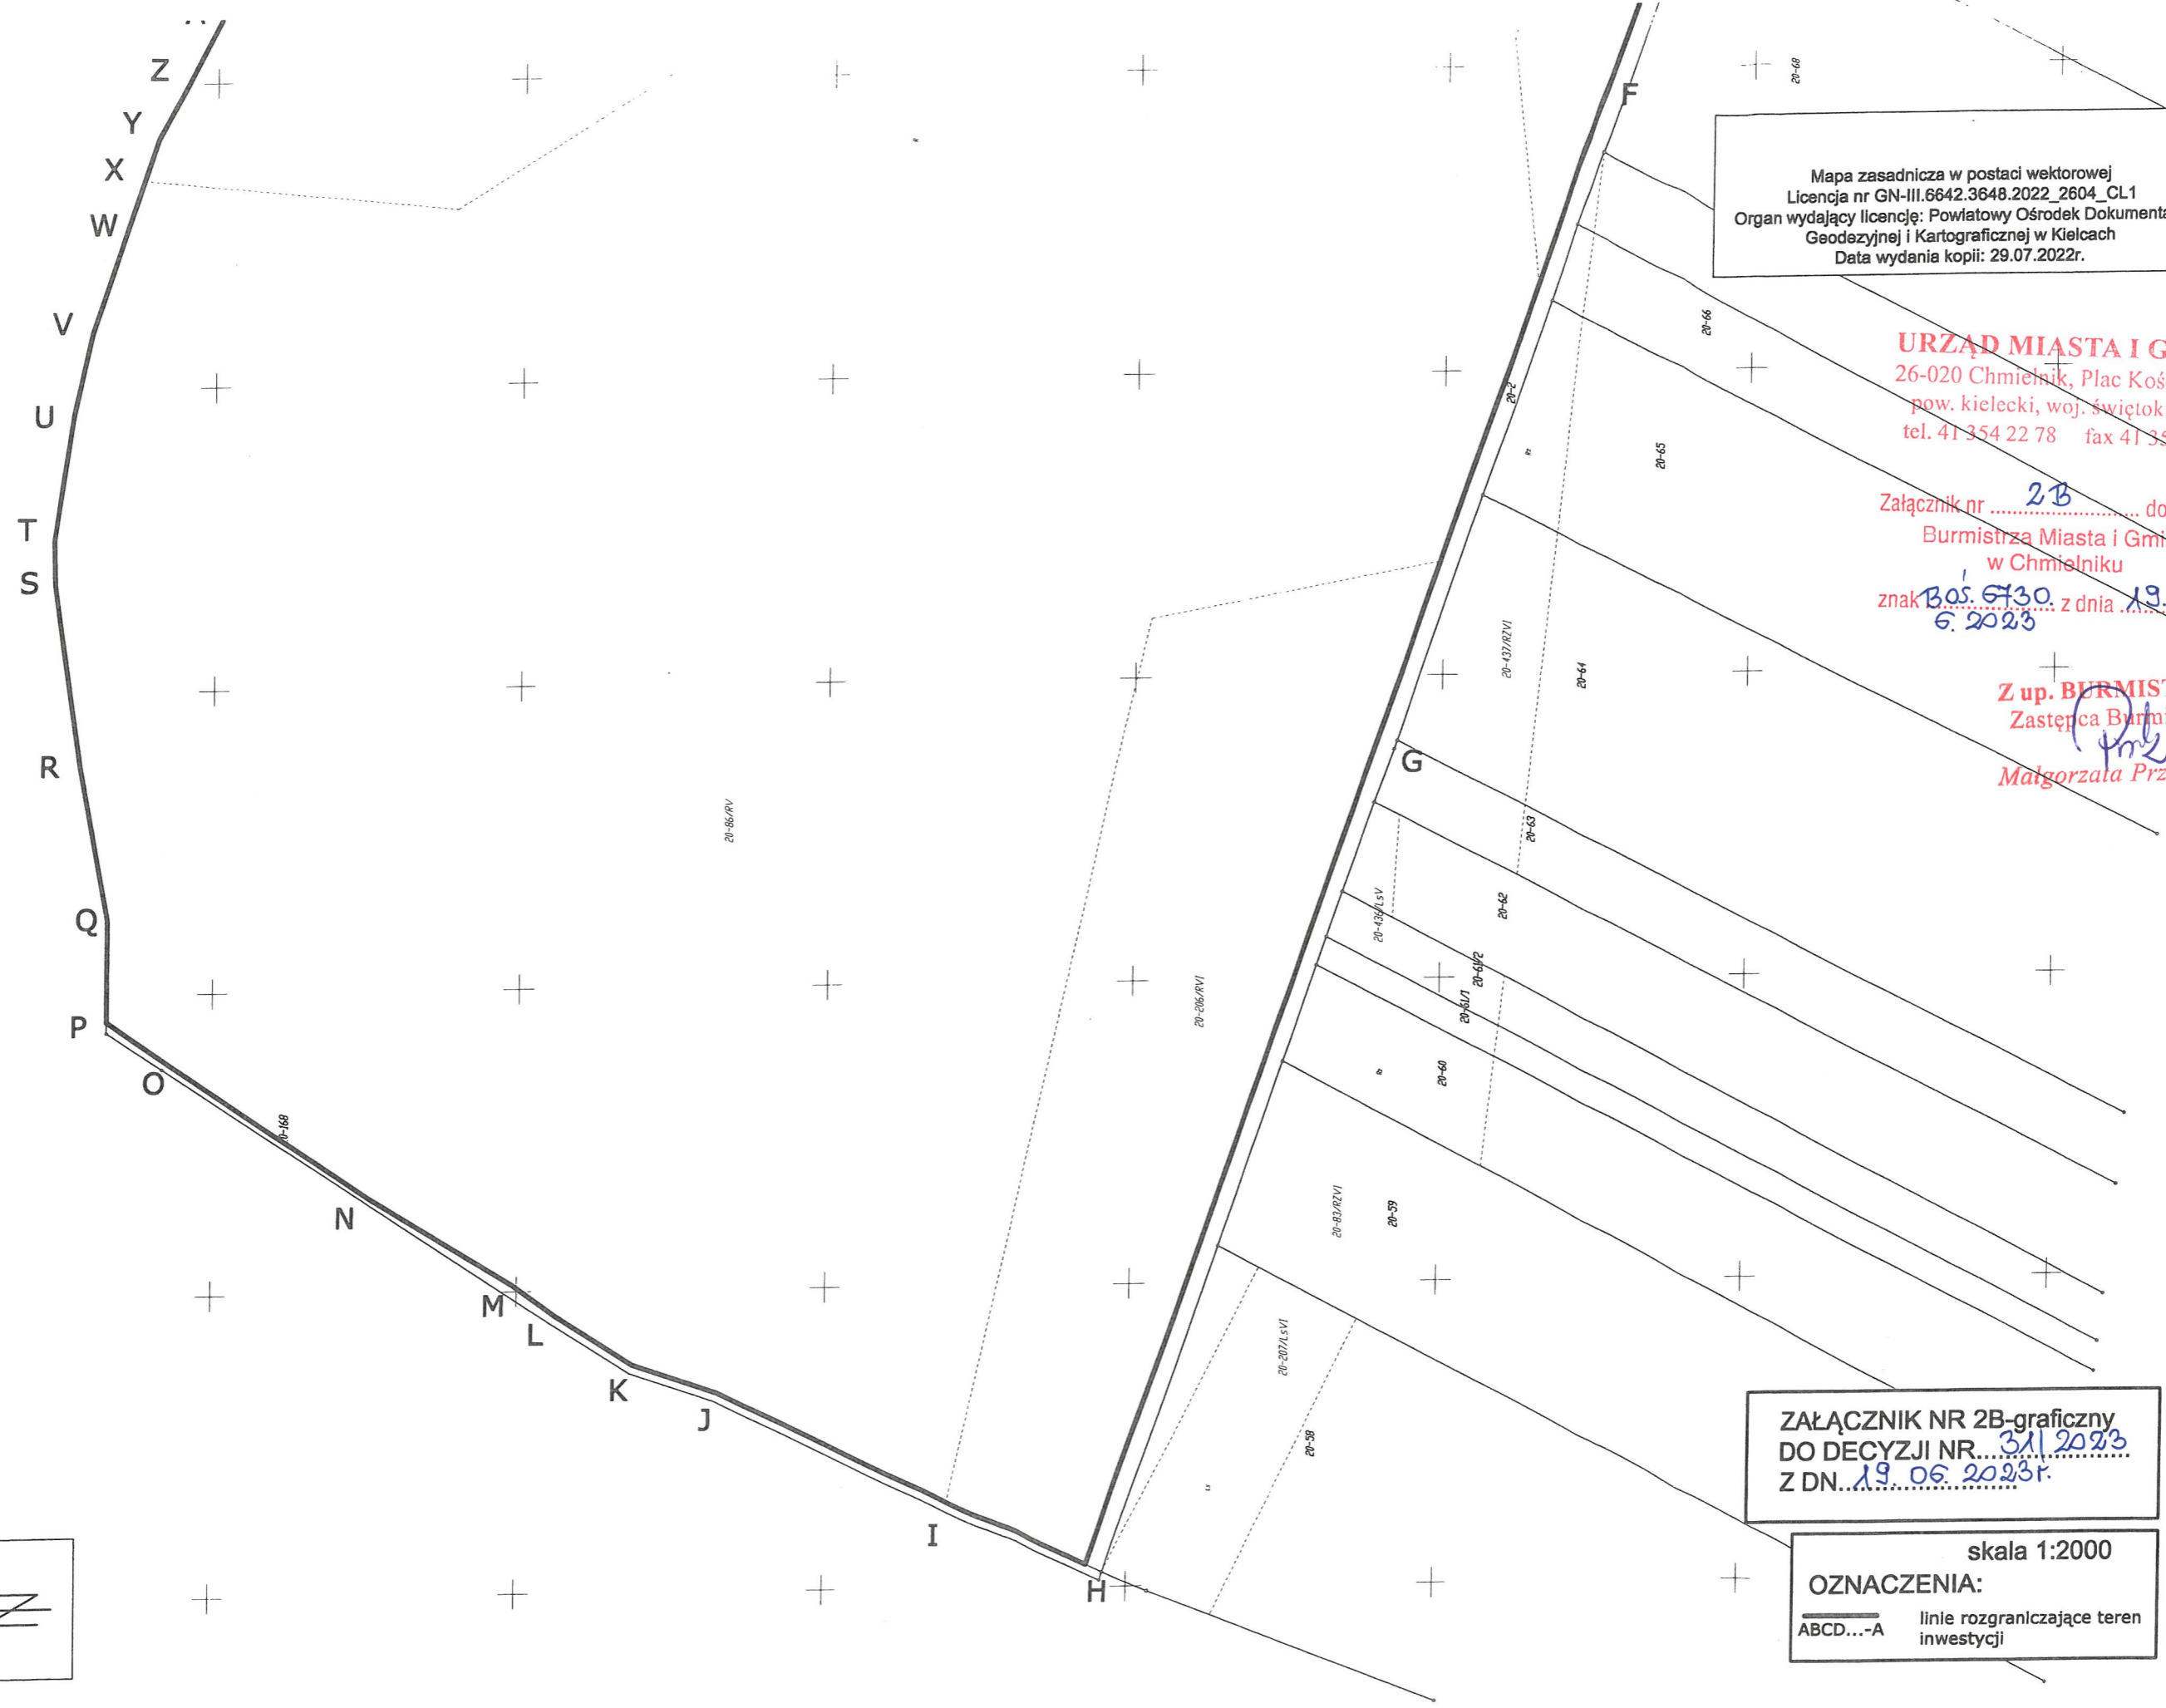 Z
Y
X
W
V
U
T
S
R
Q
P
O
N
M
L
K
J
I
H
G
F
20-68
Mapa zasadnicza w postaci wektorowej
Licencja nr GN-III.6642.3648.2022_2604_CL1
Organ wydający licencję: Powiatowy Ośrodek Dokumenta
Geodezyjnej i Kartograficznej w Kielcach
Data wydania kopii: 29.07.2022r.
20-66
URZĄD MIASTA I G
26-020 Chmielnik, Plac Koś
pow. kielecki, woj. świętok
tel. 41 354 22 78 fax 41 35
20-2
20-65
Załącznik nr 2B do
Burmistrza Miasta i Gmi
w Chmielniku
znak BOŚ.6730. z dnia 19.
6.2023
20-437/RZVI
20-64
Z up. BURMIS
Zastępca Burm
Małgorzata Prz
20-86/RV
20-63
20-436/LsV
20-62
20-61/2
20-61/1
20-206/RVI
20-60
20-168
20-83/RZVI
20-59
20-207/LsVI
20-58
ZAŁĄCZNIK NR 2B-graficzny
DO DECYZJI NR...31/2023
Z DN...19.06.2023r.
skala 1:2000
OZNACZENIA:
ABCD...-A linie rozgraniczające teren
inwestycji